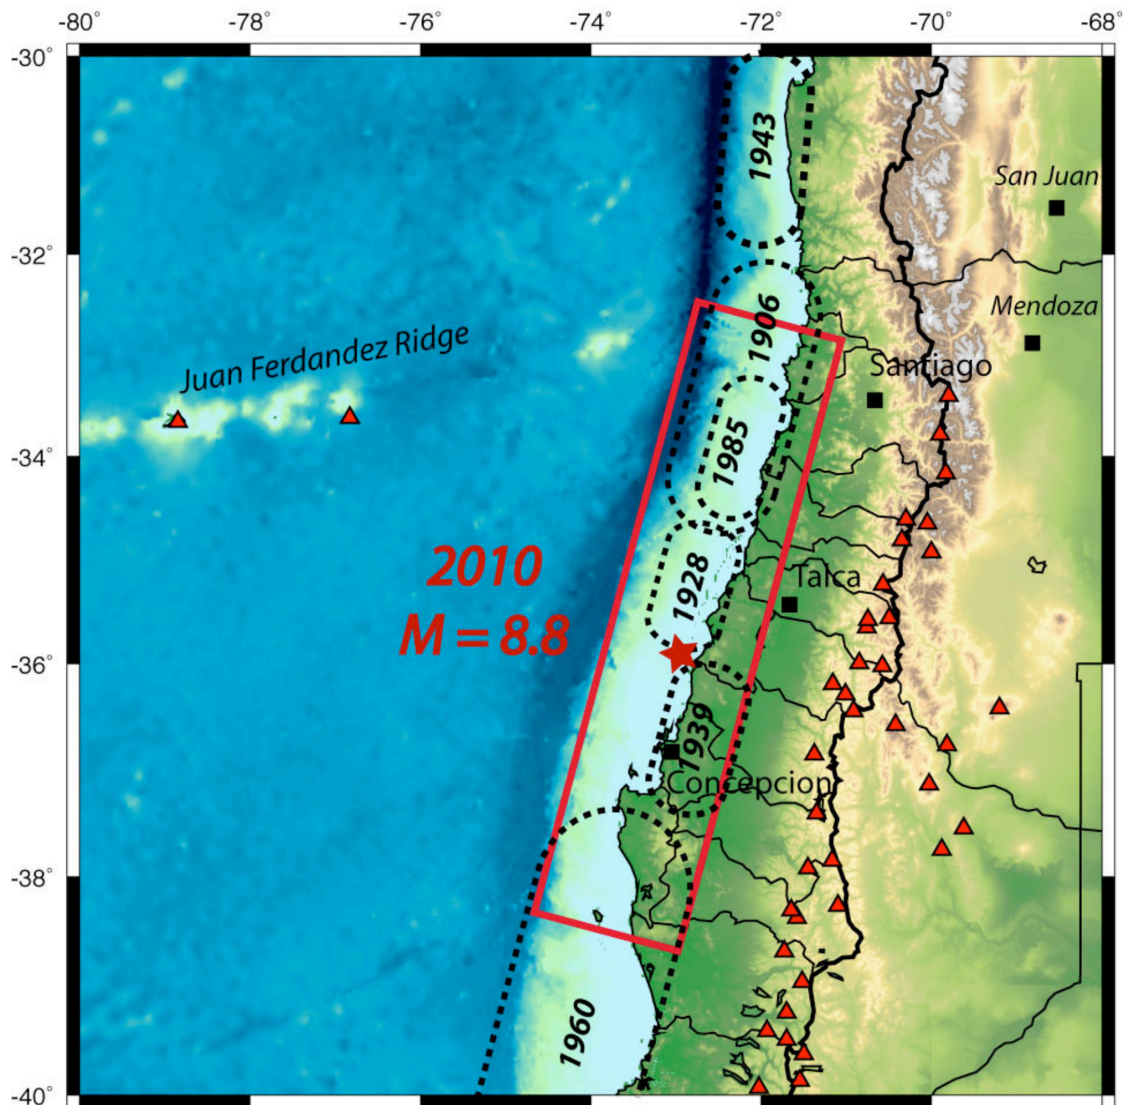 -80° -78° -76° -74° -72° -70° -68°
-30°
1943
San Juan
-32°
1906
Mendoza
Juan Ferdandez Ridge
Santiago
1985
-34°
2010
M = 8.8
1928
Talca
-36°
1939
Concepcion
-38°
1960
-40°